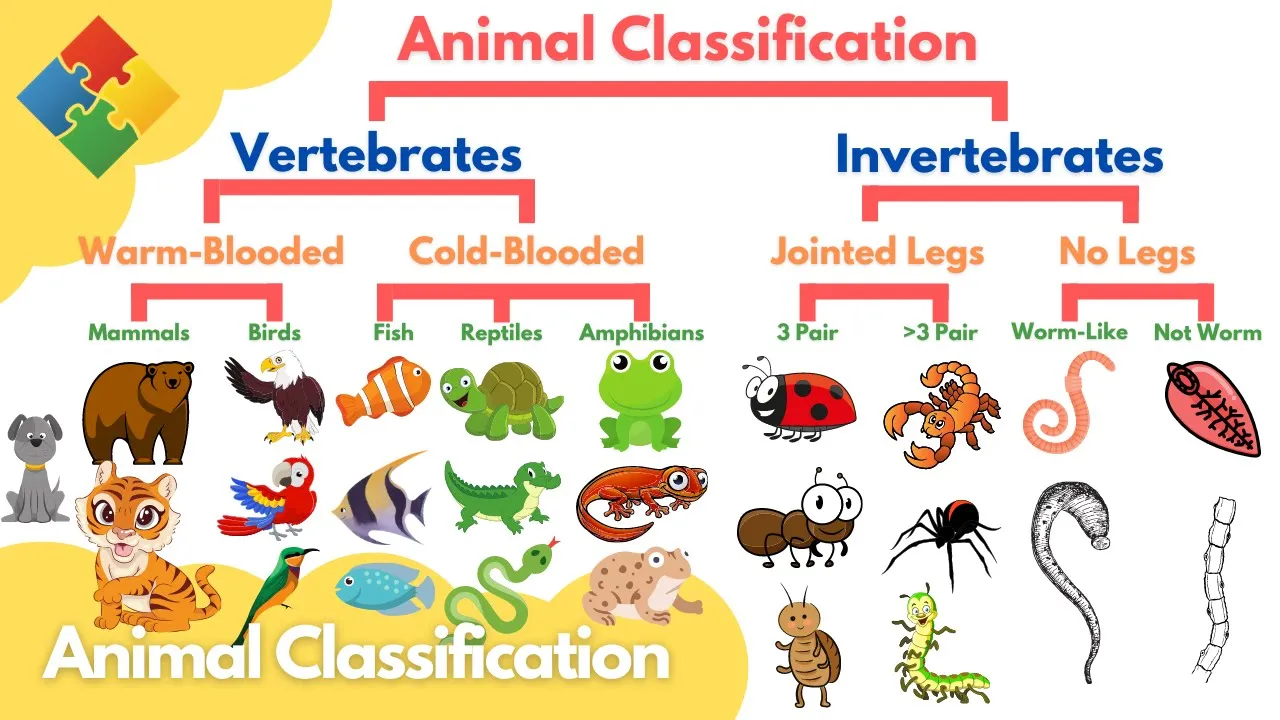 Animal Classification
Vertebrates
Invertebrates
Warm-Blooded
Cold-Blooded
Jointed Legs
No Legs
Mammals
Birds
Fish
Reptiles
Amphibians
3 Pair
>3 Pair
Worm-Like
Not Worm
Animal Classification